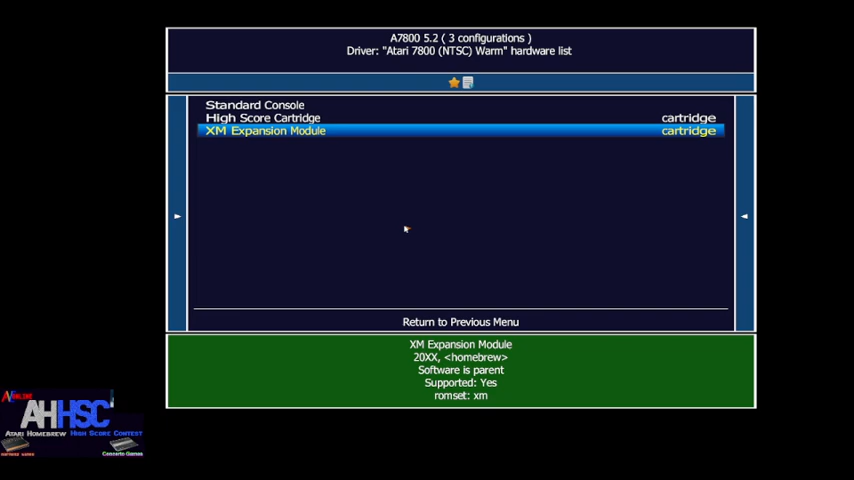 A7800 5.2 ( 3 configurations )
Driver: "Atari 7800 (NTSC) Warm" hardware list
Standard Console
High Score Cartridge cartridge
XM Expansion Module cartridge
Return to Previous Menu
XM Expansion Module
20XX, <homebrew>
Software is parent
Supported: Yes
romset: xm
AHHSC
ATARI HOMEBREW HIGH SCORE CONTEST
Concerto Games